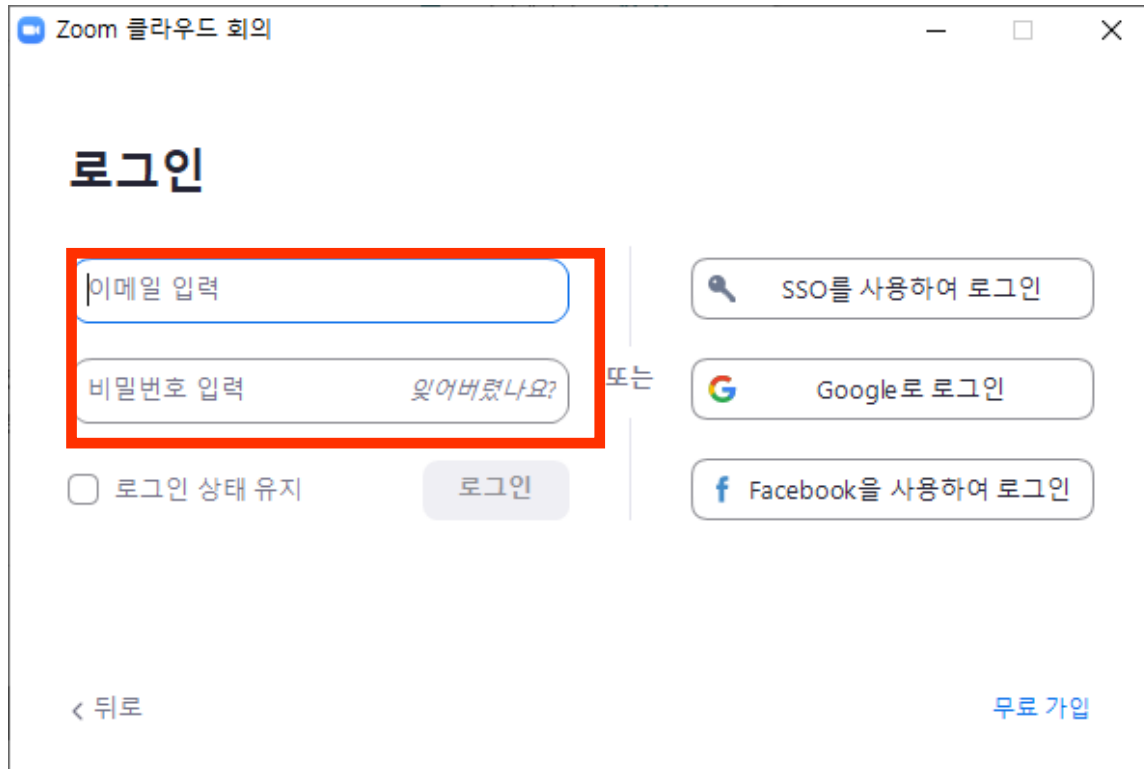 Zoom 클라우드 회의
로그인
이메일 입력
비밀번호 입력 잊어버렸나요?
로그인 상태 유지 로그인
또는
SSO를 사용하여 로그인
Google로 로그인
Facebook을 사용하여 로그인
뒤로
무료 가입